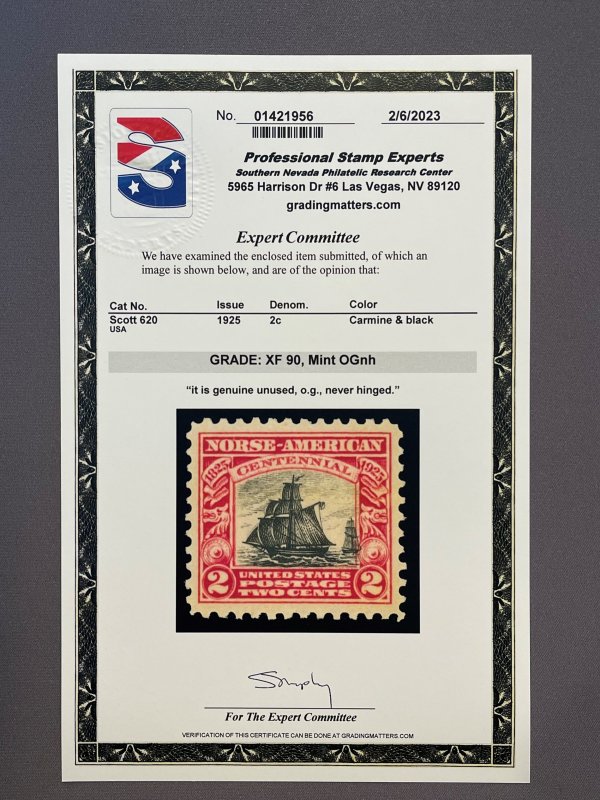 No. 01421956 2/6/2023
Professional Stamp Experts
Southern Nevada Philatelic Research Center
5965 Harrison Dr #6 Las Vegas, NV 89120
gradingmatters.com
Expert Committee
We have examined the enclosed item submitted, of which an
image is shown below, and are of the opinion that:
Cat No. Issue Denom. Color
Scott 620 1925 2c Carmine & black
USA
GRADE: XF 90, Mint OGnh
“it is genuine unused, o.g., never hinged.”
NORSE-AMERICAN
CENTENNIAL
1825 1925
UNITED STATES
2 POSTAGE 2
TWO CENTS
For The Expert Committee
VERIFICATION OF THIS CERTIFICATE CAN BE DONE AT GRADINGMATTERS.COM